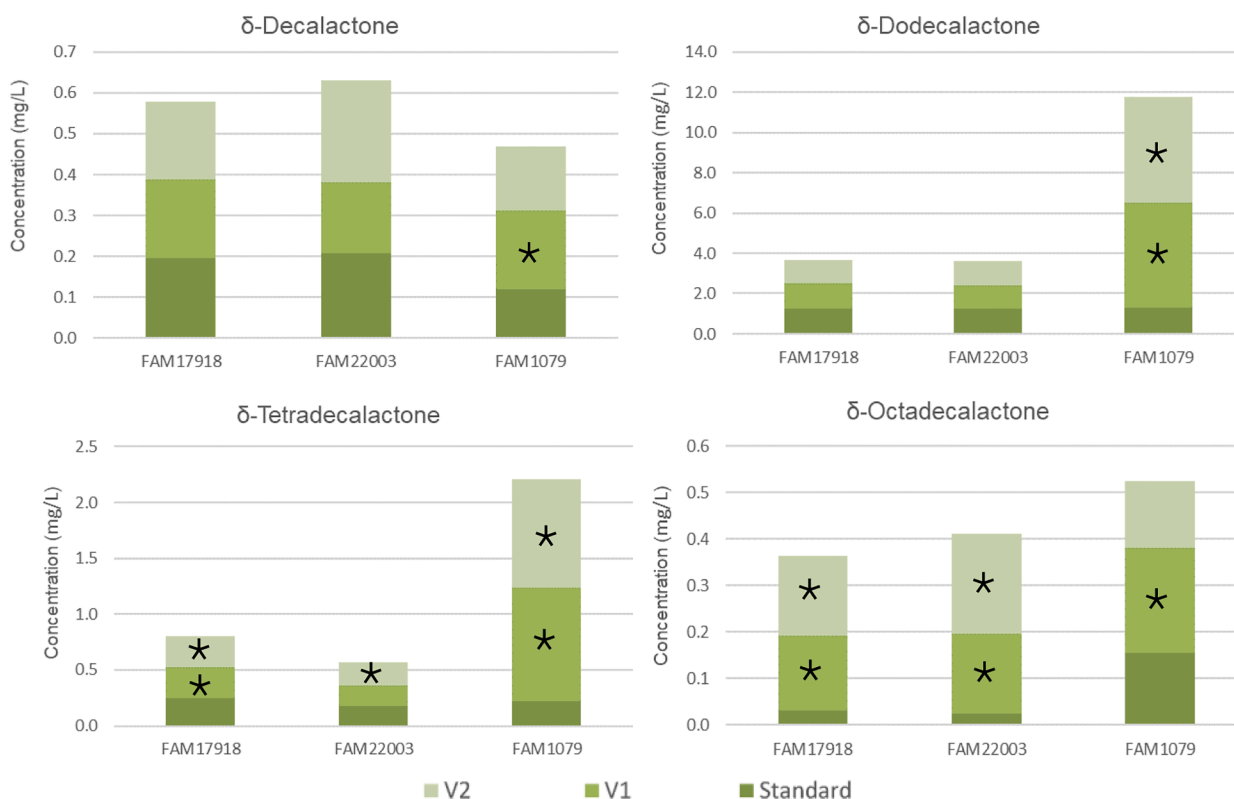 δ-Decalactone
Concentration (mg/L)
0.7
0.6
0.5
0.4
0.3
0.2
0.1
0.0
FAM17918 FAM22003 FAM1079
δ-Dodecalactone
Concentration (mg/L)
14.0
12.0
10.0
8.0
6.0
4.0
2.0
0.0
FAM17918 FAM22003 FAM1079
δ-Tetradecalactone
Concentration (mg/L)
2.5
2.0
1.5
1.0
0.5
0.0
FAM17918 FAM22003 FAM1079
δ-Octadecalactone
Concentration (mg/L)
0.6
0.5
0.4
0.3
0.2
0.1
0.0
FAM17918 FAM22003 FAM1079
V2 V1 Standard